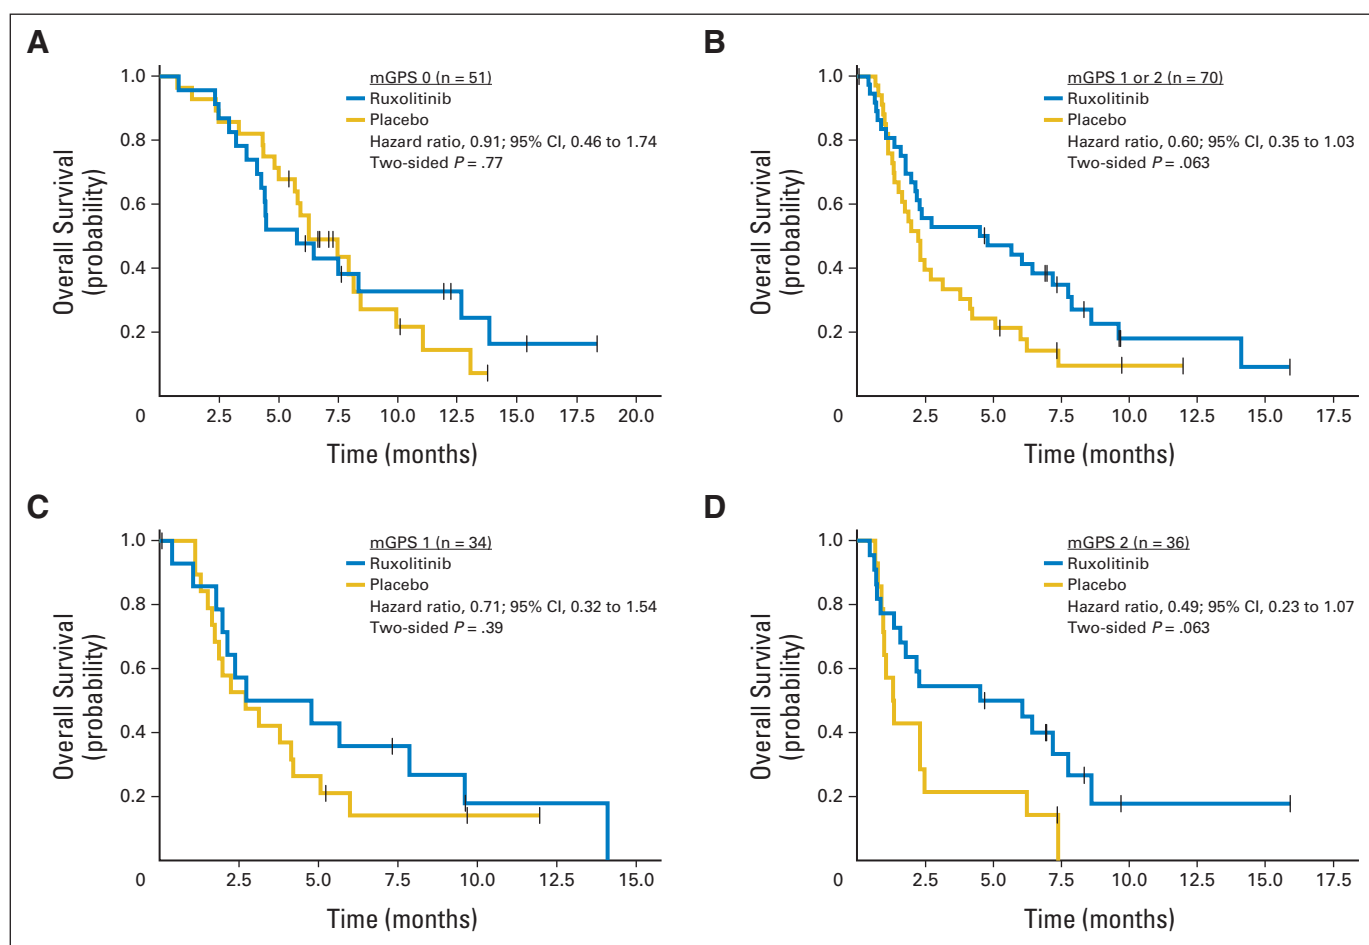 A
mGPS 0 (n = 51)
Ruxolitinib
Placebo
Hazard ratio, 0.91; 95% CI, 0.46 to 1.74
Two-sided P = .77
Overall Survival
(probability)
1.0
0.8
0.6
0.4
0.2
0 2.5 5.0 7.5 10.0 12.5 15.0 17.5 20.0
Time (months)
B
mGPS 1 or 2 (n = 70)
Ruxolitinib
Placebo
Hazard ratio, 0.60; 95% CI, 0.35 to 1.03
Two-sided P = .063
Overall Survival
(probability)
1.0
0.8
0.6
0.4
0.2
0 2.5 5.0 7.5 10.0 12.5 15.0 17.5
Time (months)
C
mGPS 1 (n = 34)
Ruxolitinib
Placebo
Hazard ratio, 0.71; 95% CI, 0.32 to 1.54
Two-sided P = .39
Overall Survival
(probability)
1.0
0.8
0.6
0.4
0.2
0 2.5 5.0 7.5 10.0 12.5 15.0
Time (months)
D
mGPS 2 (n = 36)
Ruxolitinib
Placebo
Hazard ratio, 0.49; 95% CI, 0.23 to 1.07
Two-sided P = .063
Overall Survival
(probability)
1.0
0.8
0.6
0.4
0.2
0 2.5 5.0 7.5 10.0 12.5 15.0 17.5
Time (months)